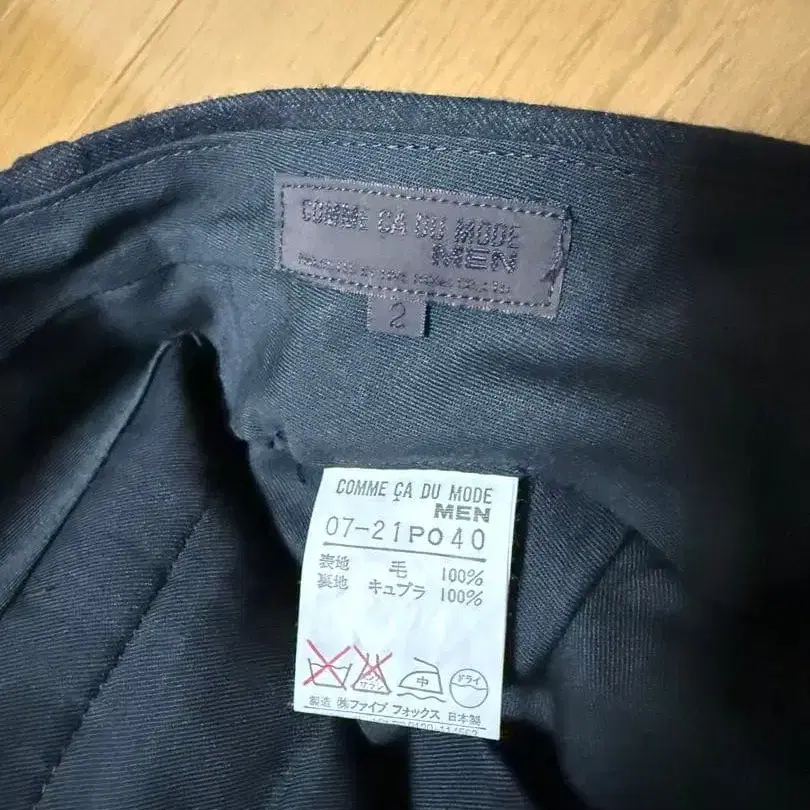 COMME ÇA DU MODE
MEN
2
COMME ÇA DU MODE
MEN
07-21PO40
表地 毛 100%
裏地 キュプラ 100%
中 ドライ
製造 ㈱ファイブ フォックス 日本製